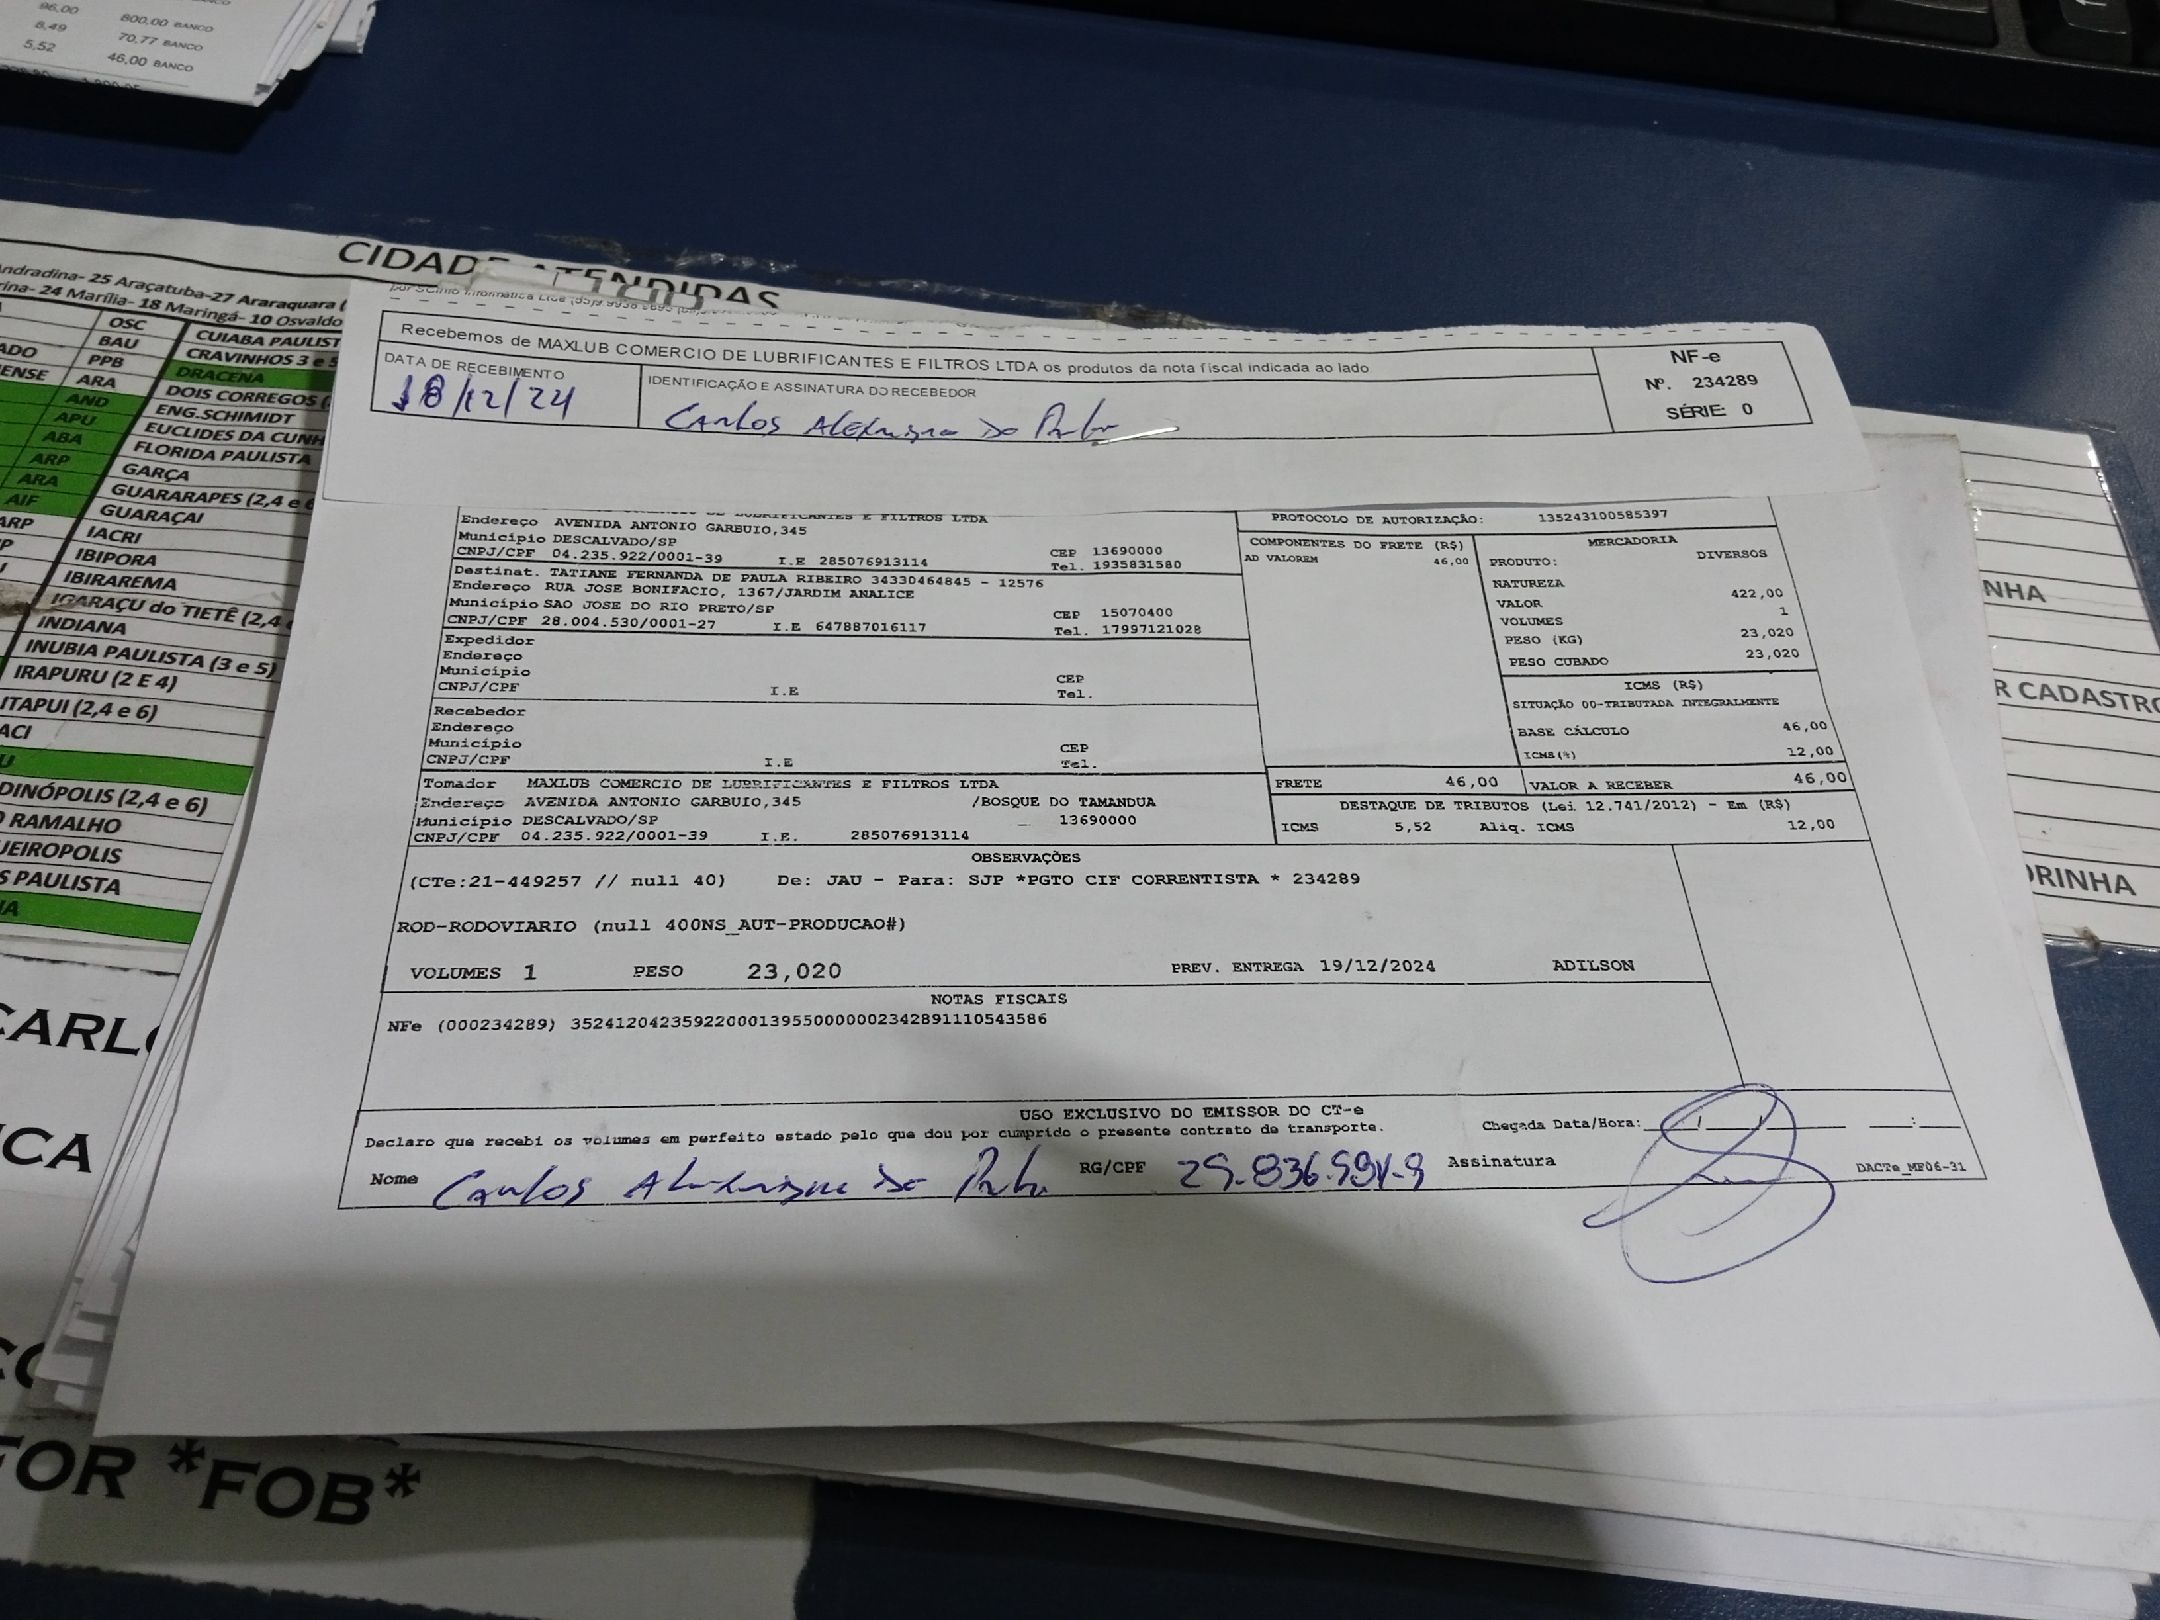 BANCO
96,00 800,00 BANCO
8,49 70,77 BANCO
5,52 46,00 BANCO
CIDADE ATENDIDAS
Andradina- 25 Araçatuba-27 Araraquara (
rina- 24 Marília- 18 Maringá- 10 Osvaldo
OSC CUIABA PAULIST
BAU CRAVINHOS 3 e 5
ADO PPB DRACENA
ENSE ARA DOIS CORREGOS (
AND ENG.SCHIMIDT
APU EUCLIDES DA CUNH
ABA FLORIDA PAULISTA
ARP GARÇA
ARA GUARARAPES (2,4 e 6
AIF GUARAÇAI
ARP IACRI
IBIPORA
IBIRAREMA
IGARAÇU do TIETÊ (2,4
INDIANA
INUBIA PAULISTA (3 e 5)
IRAPURU (2 E 4)
ITAPUI (2,4 e 6)
ACI
U
DINÓPOLIS (2,4 e 6)
RAMALHO
UEIROPOLIS
S PAULISTA
IA
CARLO
ICA
FOR *FOB*
Recebemos de MAXLUB COMERCIO DE LUBRIFICANTES E FILTROS LTDA os produtos da nota fiscal indicada ao lado
DATA DE RECEBIMENTO
18/12/24
IDENTIFICAÇÃO E ASSINATURA DO RECEBEDOR
Carlos Alexandre de Paula
NF-e
Nº. 234289
SÉRIE: 0
LUBRIFICANTES E FILTROS LTDA
Endereço AVENIDA ANTONIO GARBUIO,345
Município DESCALVADO/SP CEP 13690000
CNPJ/CPF 04.235.922/0001-39 I.E 285076913114 Tel. 1935831580
Destinat. TATIANE FERNANDA DE PAULA RIBEIRO 34330464845 - 12576
Endereço RUA JOSE BONIFACIO, 1367/JARDIM ANALICE
Município SAO JOSE DO RIO PRETO/SP CEP 15070400
CNPJ/CPF 28.004.530/0001-27 I.E 647887016117 Tel. 17997121028
Expedidor
Endereço
Município CEP
CNPJ/CPF I.E Tel.
Recebedor
Endereço
Município CEP
CNPJ/CPF I.E Tel.
Tomador MAXLUB COMERCIO DE LUBRIFICANTES E FILTROS LTDA
Endereço AVENIDA ANTONIO GARBUIO,345 /BOSQUE DO TAMANDUA
Município DESCALVADO/SP 13690000
CNPJ/CPF 04.235.922/0001-39 I.E. 285076913114
PROTOCOLO DE AUTORIZAÇÃO: 135243100585397
COMPONENTES DO FRETE (R$)
AD VALOREM 46,00
MERCADORIA
PRODUTO: DIVERSOS
NATUREZA
VALOR 422,00
VOLUMES 1
PESO (KG) 23,020
PESO CUBADO 23,020
ICMS (R$)
SITUAÇÃO 00-TRIBUTADA INTEGRALMENTE
BASE CÁLCULO 46,00
ICMS(%) 12,00
FRETE 46,00 VALOR A RECEBER 46,00
DESTAQUE DE TRIBUTOS (Lei 12.741/2012) - Em (R$)
ICMS 5,52 Aliq. ICMS 12,00
OBSERVAÇÕES
(CTe:21-449257 // null 40) De: JAU - Para: SJP *PGTO CIF CORRENTISTA * 234289
ROD-RODOVIARIO (null 400NS_AUT-PRODUCAO#)
VOLUMES 1 PESO 23,020 PREV. ENTREGA 19/12/2024 ADILSON
NOTAS FISCAIS
NFe (000234289) 35241204235922000139550000002342891110543586
USO EXCLUSIVO DO EMISSOR DO CT-e
Declaro que recebi os volumes em perfeito estado pelo que dou por cumprido o presente contrato de transporte. Chegada Data/Hora: / / :
Nome Carlos Alexandre de Paula RG/CPF Assinatura DACTe_MF06-31
NHA
R CADASTRO
ORINHA